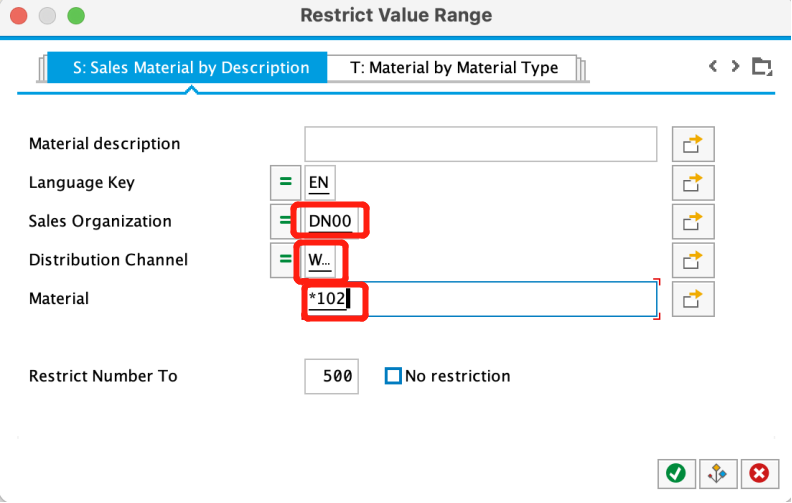 Restrict Value Range
S: Sales Material by Description T: Material by Material Type
Material description
Language Key = EN
Sales Organization = DN00
Distribution Channel = W...
Material *102
Restrict Number To 500 No restriction